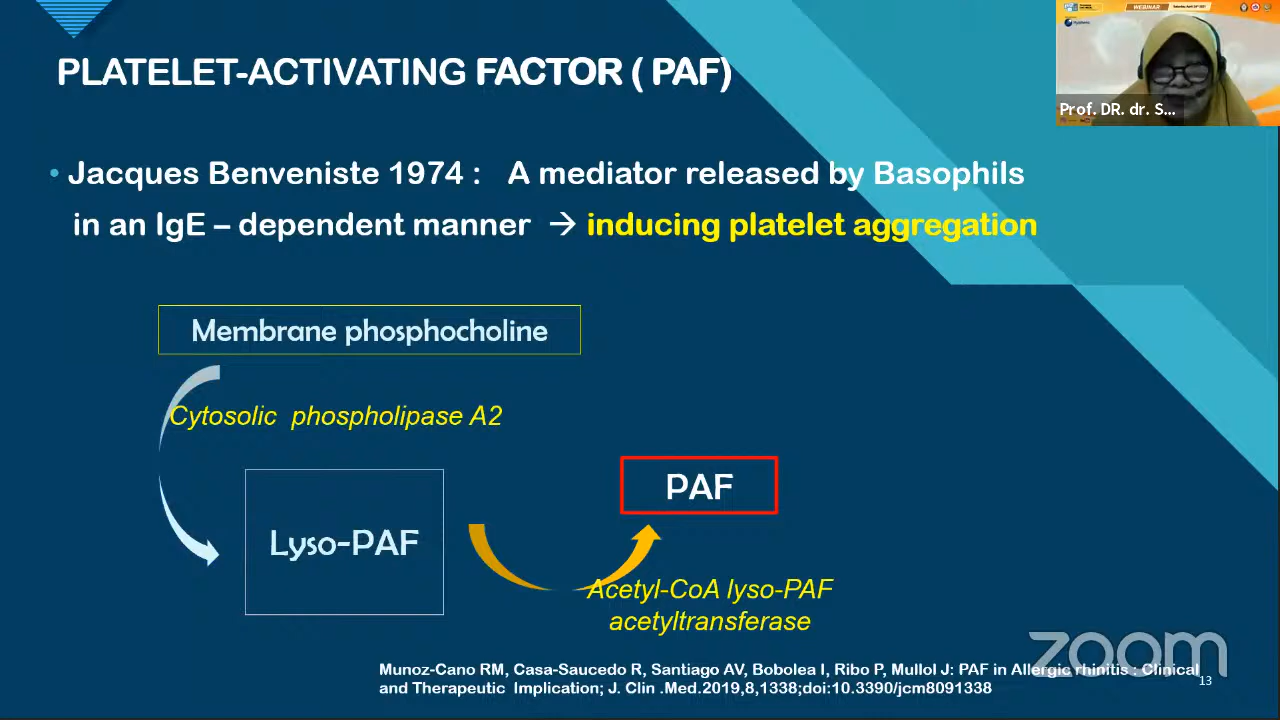 WEBINAR
PLATELET-ACTIVATING FACTOR ( PAF)
Prof. DR. dr. S...
• Jacques Benveniste 1974 : A mediator released by Basophils
in an IgE – dependent manner → inducing platelet aggregation
Membrane phosphocholine
Cytosolic phospholipase A2
PAF
Lyso-PAF
Acetyl-CoA lyso-PAF
acetyltransferase
zoom
Munoz-Cano RM, Casa-Saucedo R, Santiago AV, Bobolea I, Ribo P, Mullol J: PAF in Allergic rhinitis : Clinical
and Therapeutic Implication; J. Clin .Med.2019,8,1338;doi:10.3390/jcm8091338
13